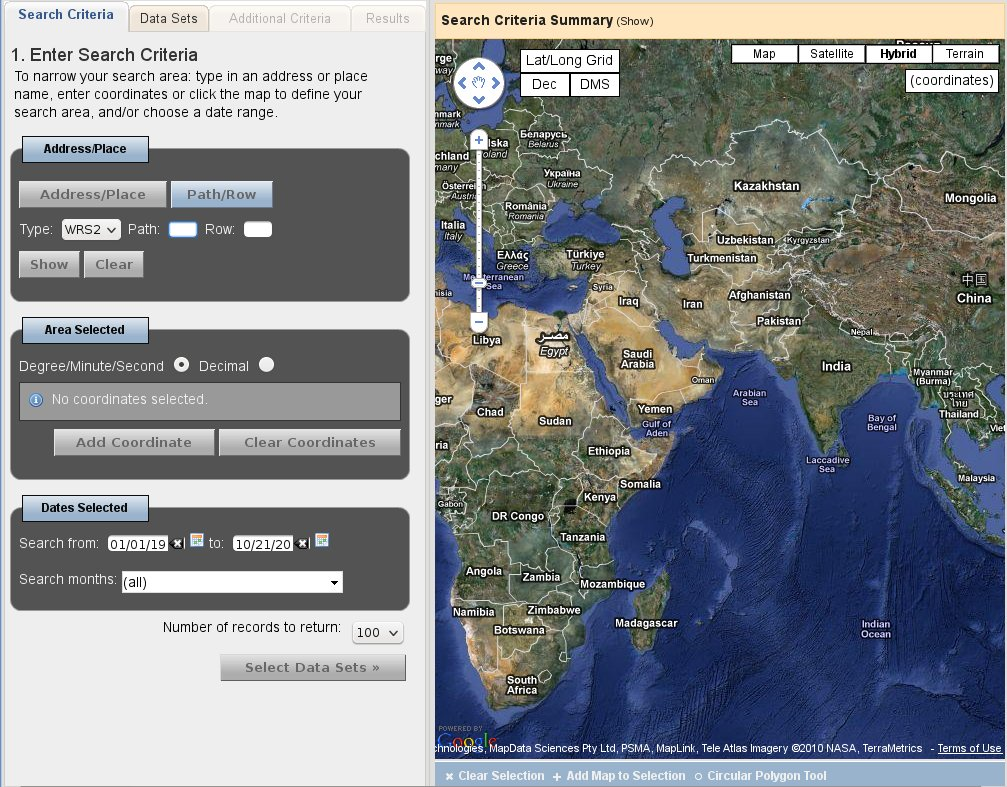 Search Criteria
Data Sets
Additional Criteria
Results
1. Enter Search Criteria
To narrow your search area: type in an address or place
name, enter coordinates or click the map to define your
search area, and/or choose a date range.
Address/Place
Address/Place
Path/Row
Type: WRS2 Path: Row:
Show
Clear
Area Selected
Degree/Minute/Second Decimal
No coordinates selected.
Add Coordinate
Clear Coordinates
Dates Selected
Search from: 01/01/19 to: 10/21/20
Search months: (all)
Number of records to return: 100
Select Data Sets »
Search Criteria Summary (Show)
Lat/Long Grid
Dec
DMS
Map
Satellite
Hybrid
Terrain
(coordinates)
Беларусь
Belarus
Україна
Ukraine
România
Romania
Italia
Italy
Ελλάς
Greece
Türkiye
Turkey
Kazakhstan
Mongolia
Uzbekistan
Kyrgyzstan
Turkmenistan
Syria
Iraq
Iran
Afghanistan
Pakistan
中国
China
Nepal
Libya
مصر
Egypt
Saudi
Arabia
Oman
India
Myanmar
(Burma)
ประเทศ
ไทย
Thailand
Chad
Sudan
Yemen
Gulf of
Aden
Arabian
Sea
Bay of
Bengal
Laccadive
Sea
Ethiopia
Somalia
Malaysia
Gabon
Kenya
DR Congo
Tanzania
Angola
Zambia
Mozambique
Namibia
Zimbabwe
Botswana
Madagascar
Indian
Ocean
South
Africa
POWERED BY
Google
chnologies, MapData Sciences Pty Ltd, PSMA, MapLink, Tele Atlas Imagery ©2010 NASA, TerraMetrics - Terms of Use
Clear Selection + Add Map to Selection ○ Circular Polygon Tool